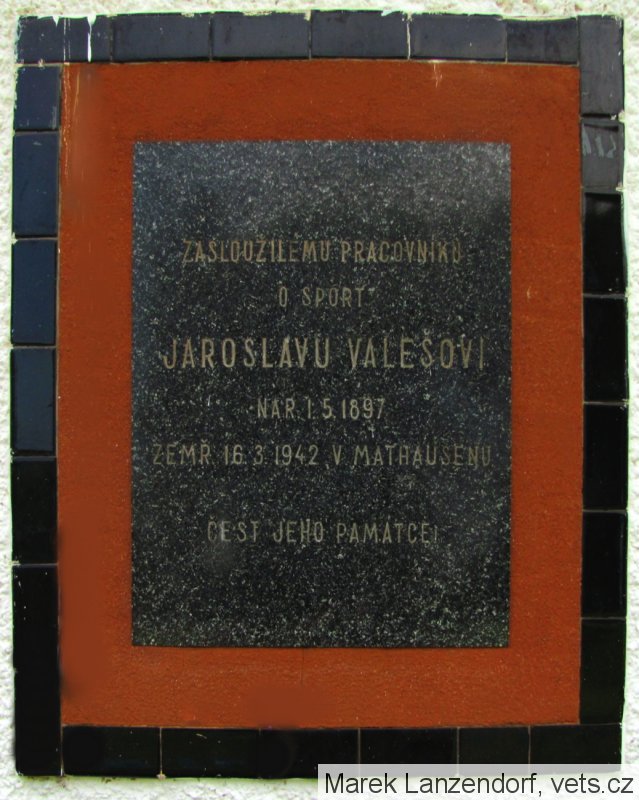 ZASLOUŽILÉMU PRACOVNÍKU
O SPORT
JAROSLAVU VALEŠOVI
NAR. 1.5.1897
ZEMŘ. 16.3.1942 V MATHAUSENU
ČEST JEHO PAMÁTCE!
Marek Lanzendorf, vets.cz